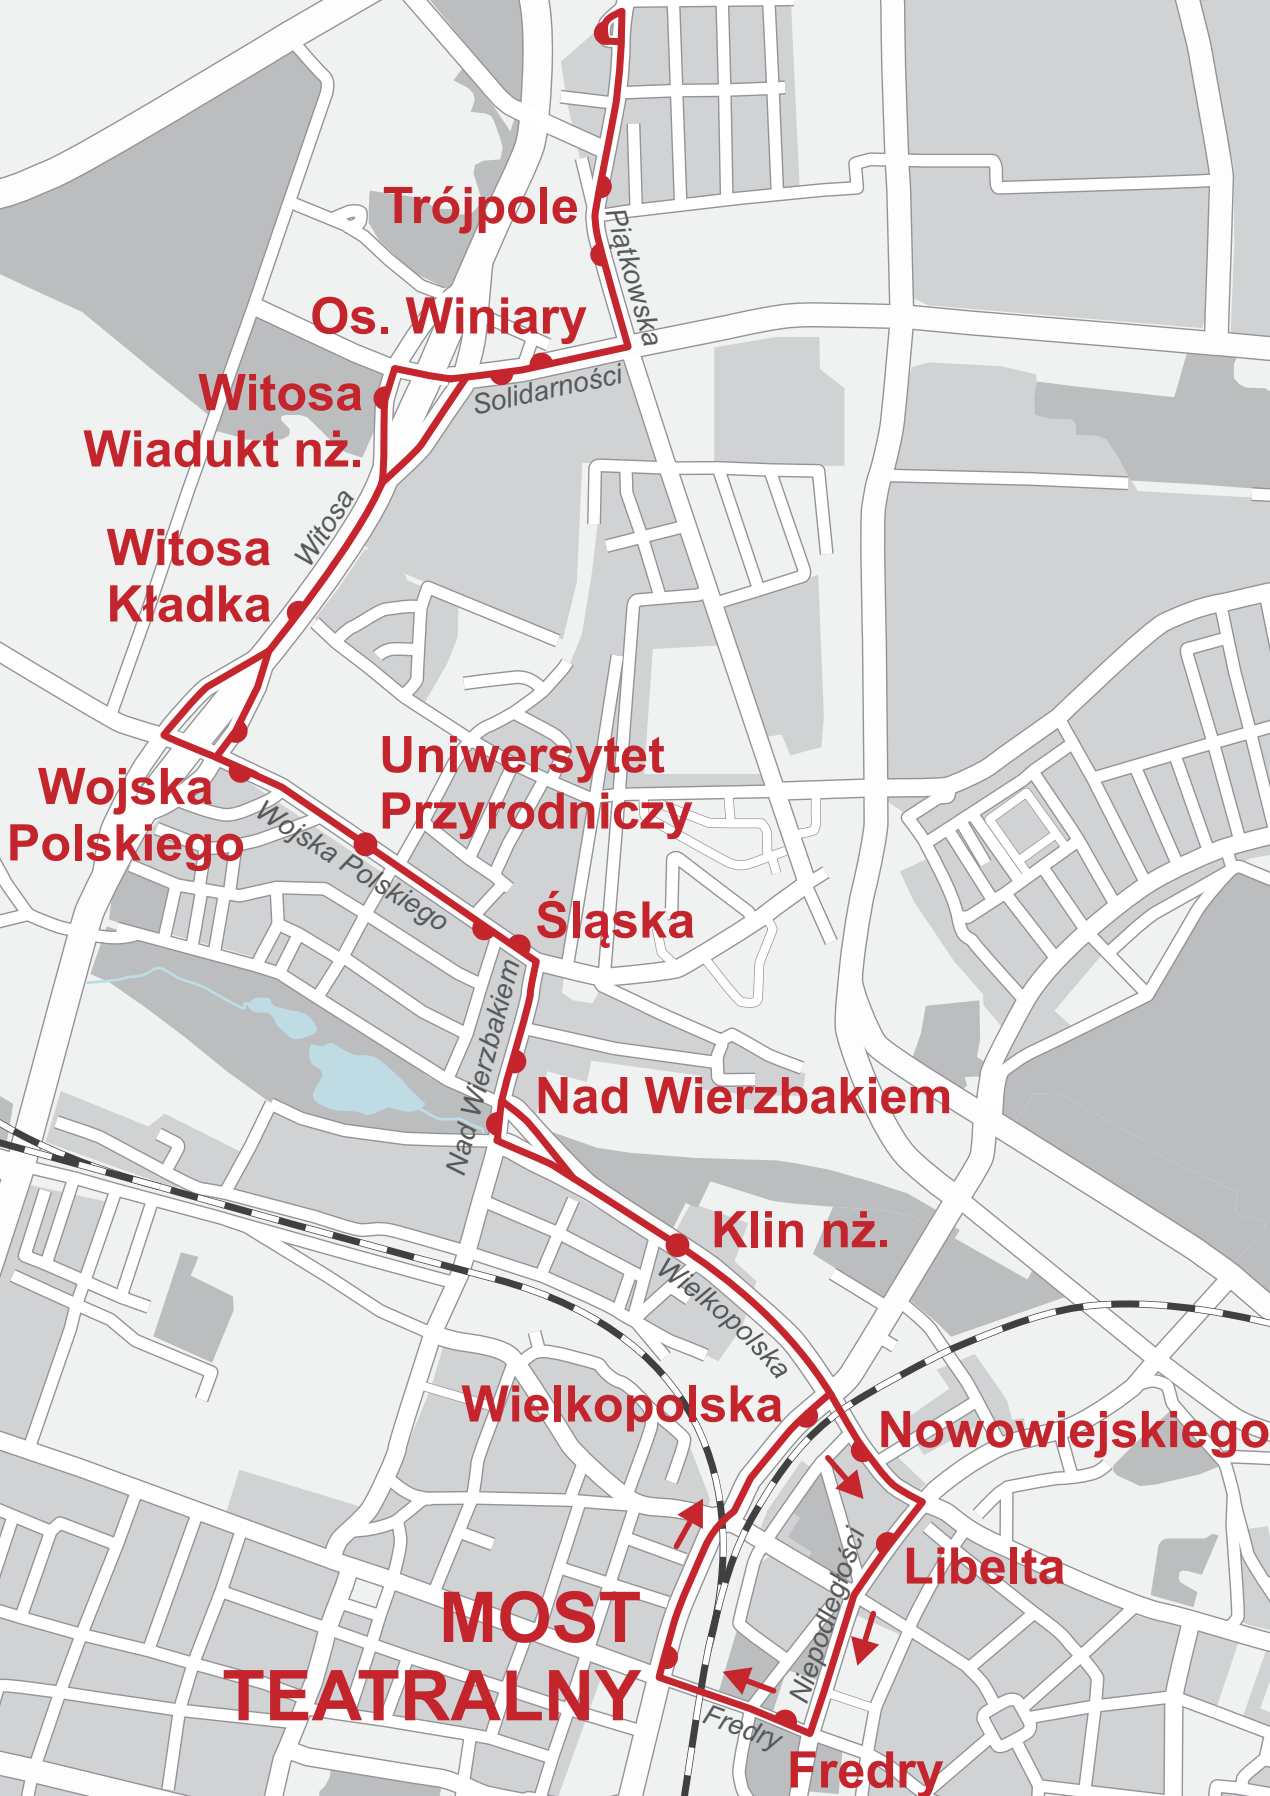 Trójpole
Piątkowska
Os. Winiary
Solidarności
Witosa
Wiadukt nż.
Witosa
Witosa
Kładka
Uniwersytet
Przyrodniczy
Wojska
Polskiego
Wojska Polskiego
Śląska
Nad Wierzbakiem
Nad Wierzbakiem
Klin nż.
Wielkopolska
Wielkopolska
Nowowiejskiego
Libelta
Niepodległości
MOST
TEATRALNY
Fredry
Fredry